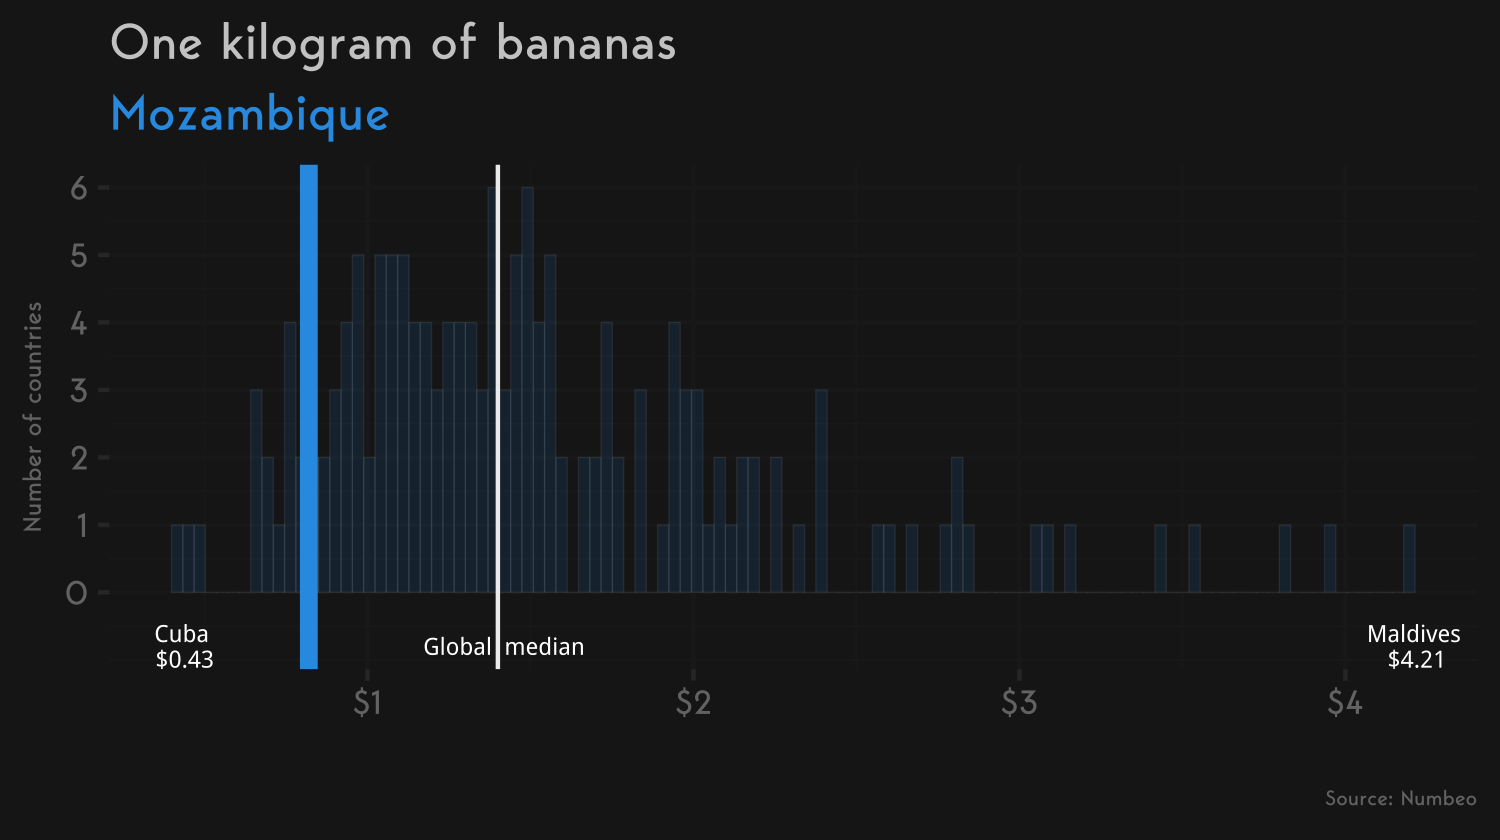 One kilogram of bananas
Mozambique
Number of countries
6
5
4
3
2
1
0
Cuba
$0.43
Global median
Maldives
$4.21
$1 $2 $3 $4
Source: Numbeo